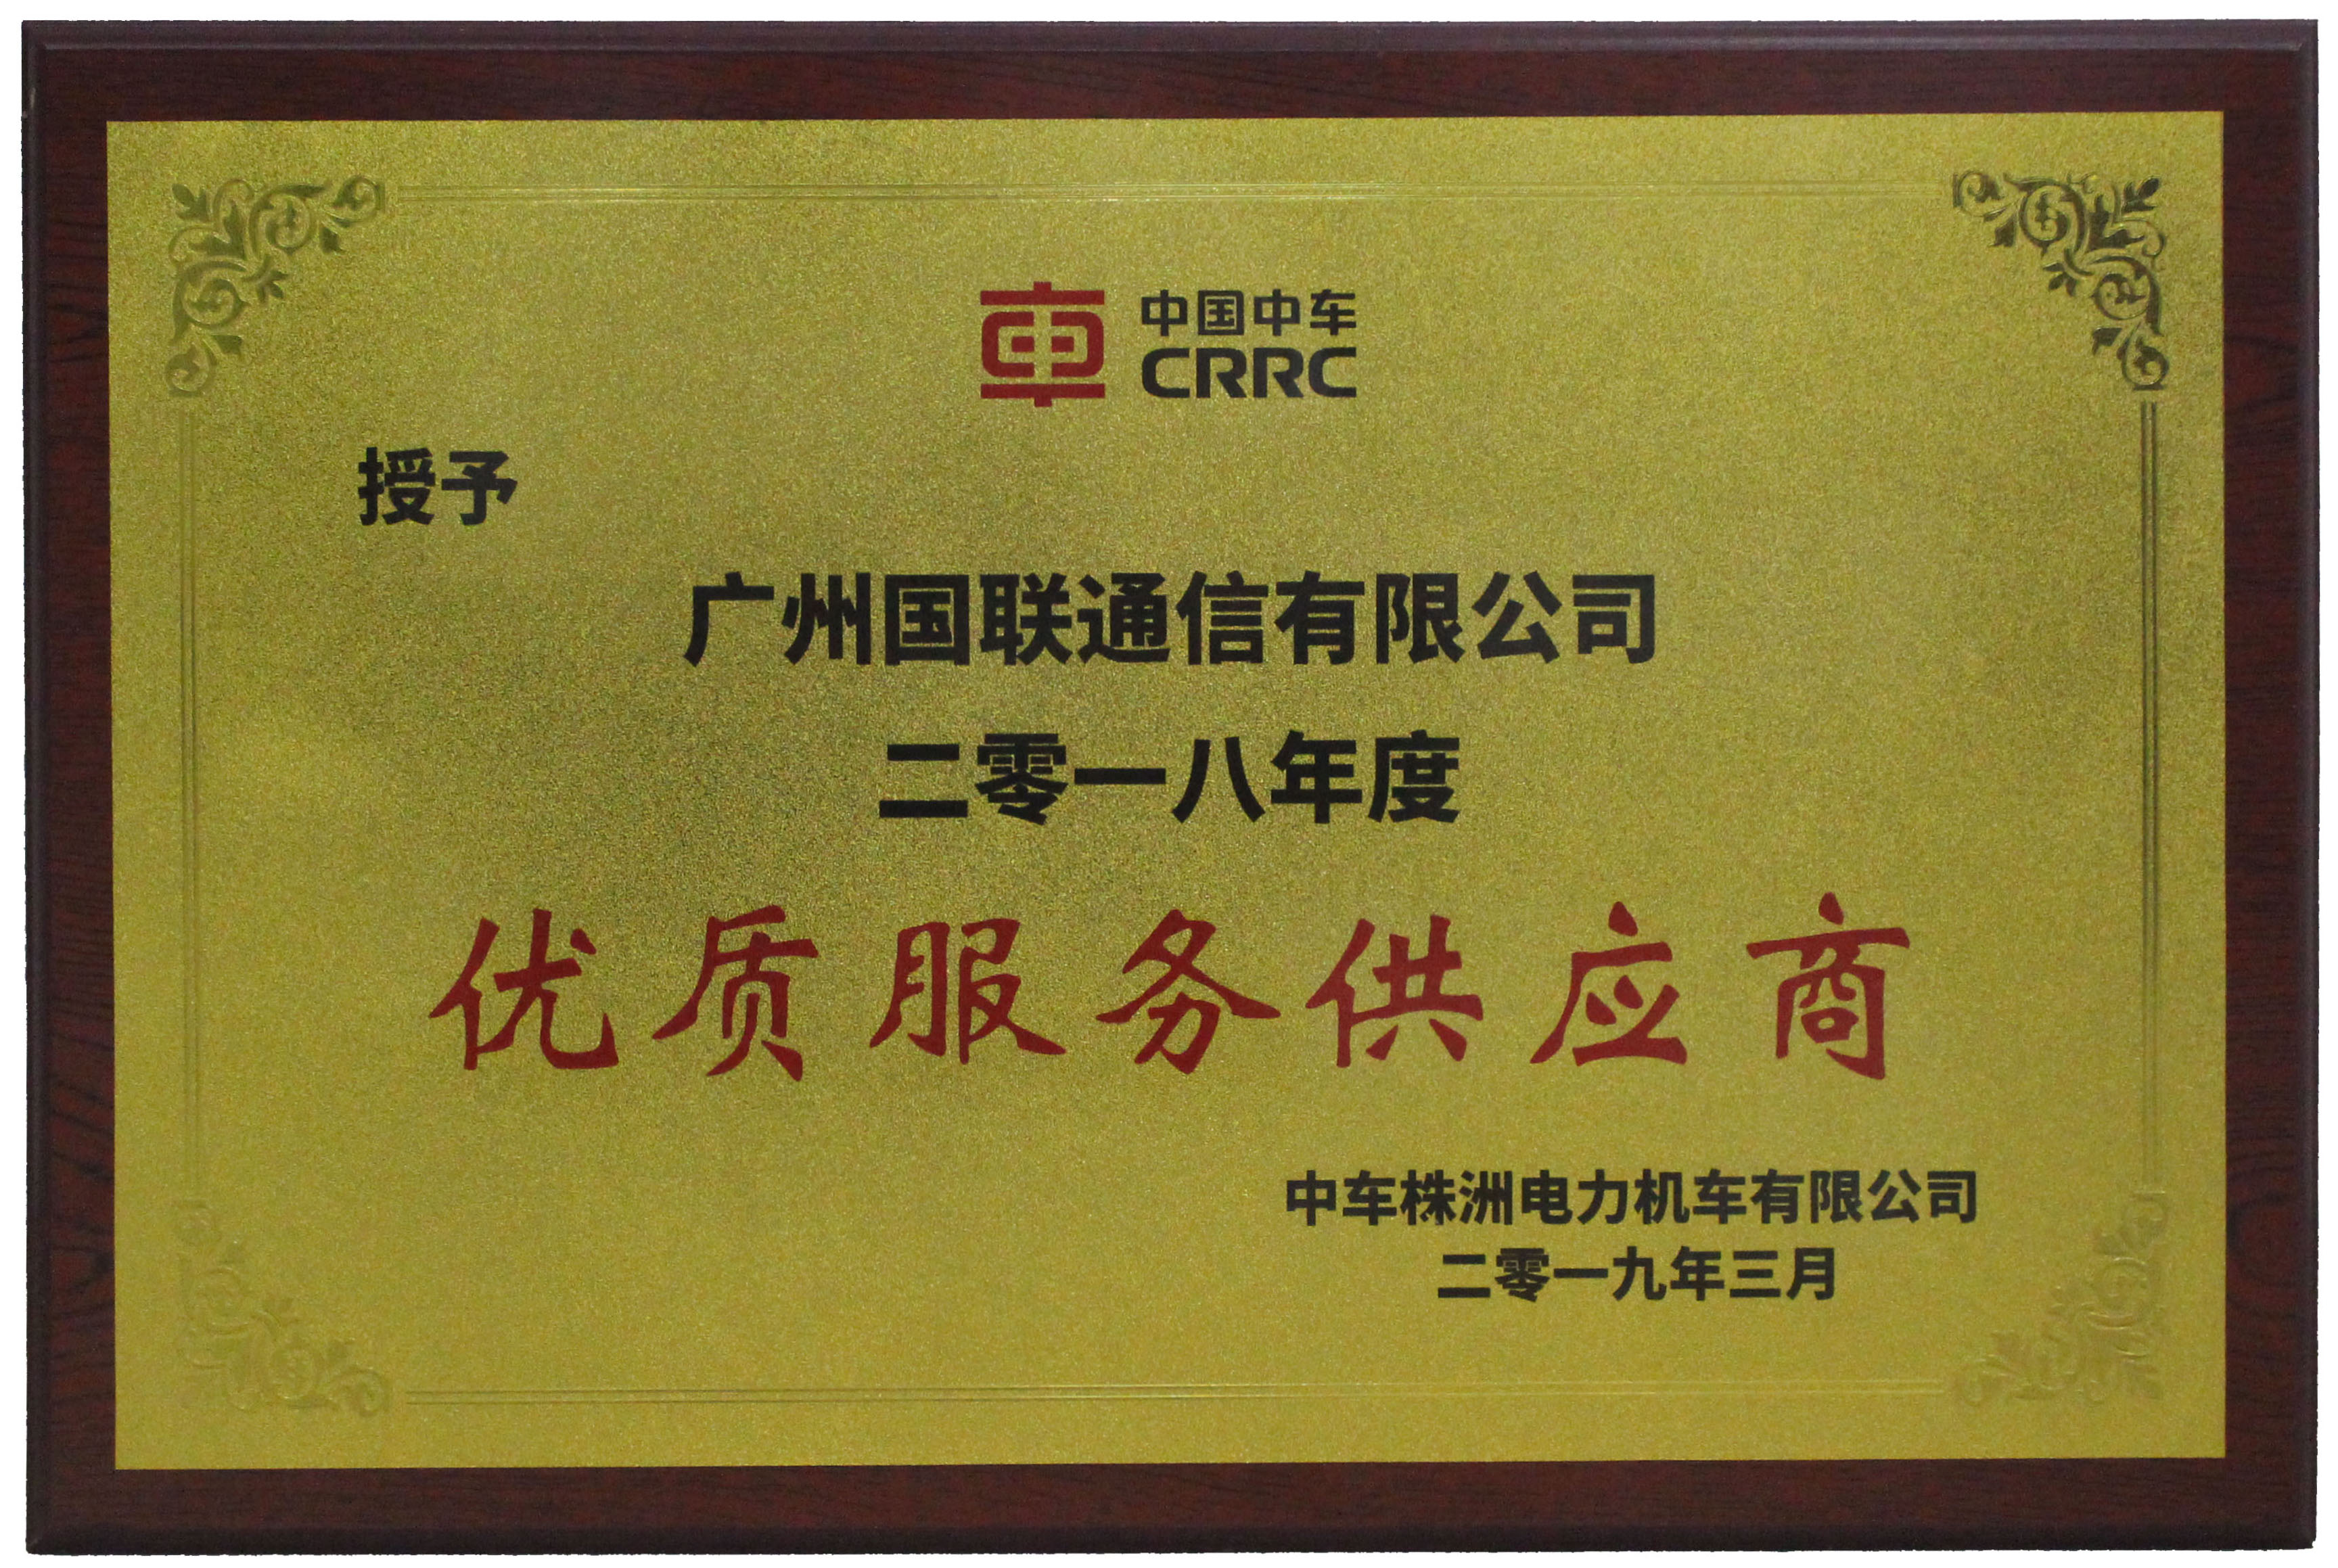 中国中车
CRRC
授予
广州国联通信有限公司
二零一八年度
优质服务供应商
中车株洲电力机车有限公司
二零一九年三月